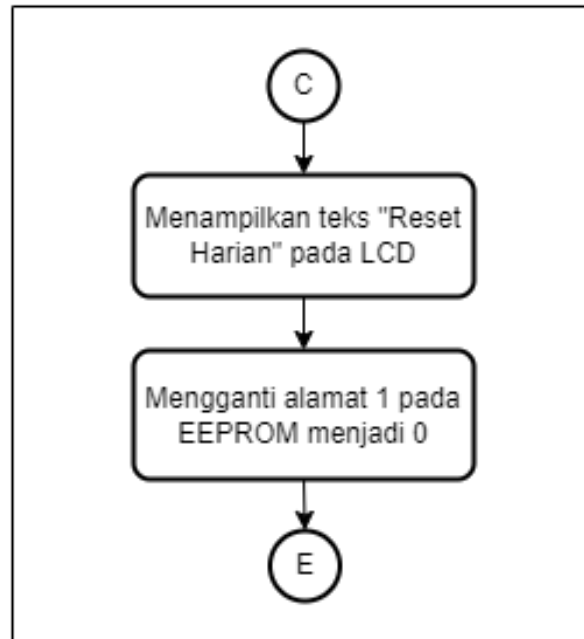 C
Menampilkan teks "Reset
Harian" pada LCD
Mengganti alamat 1 pada
EEPROM menjadi 0
E